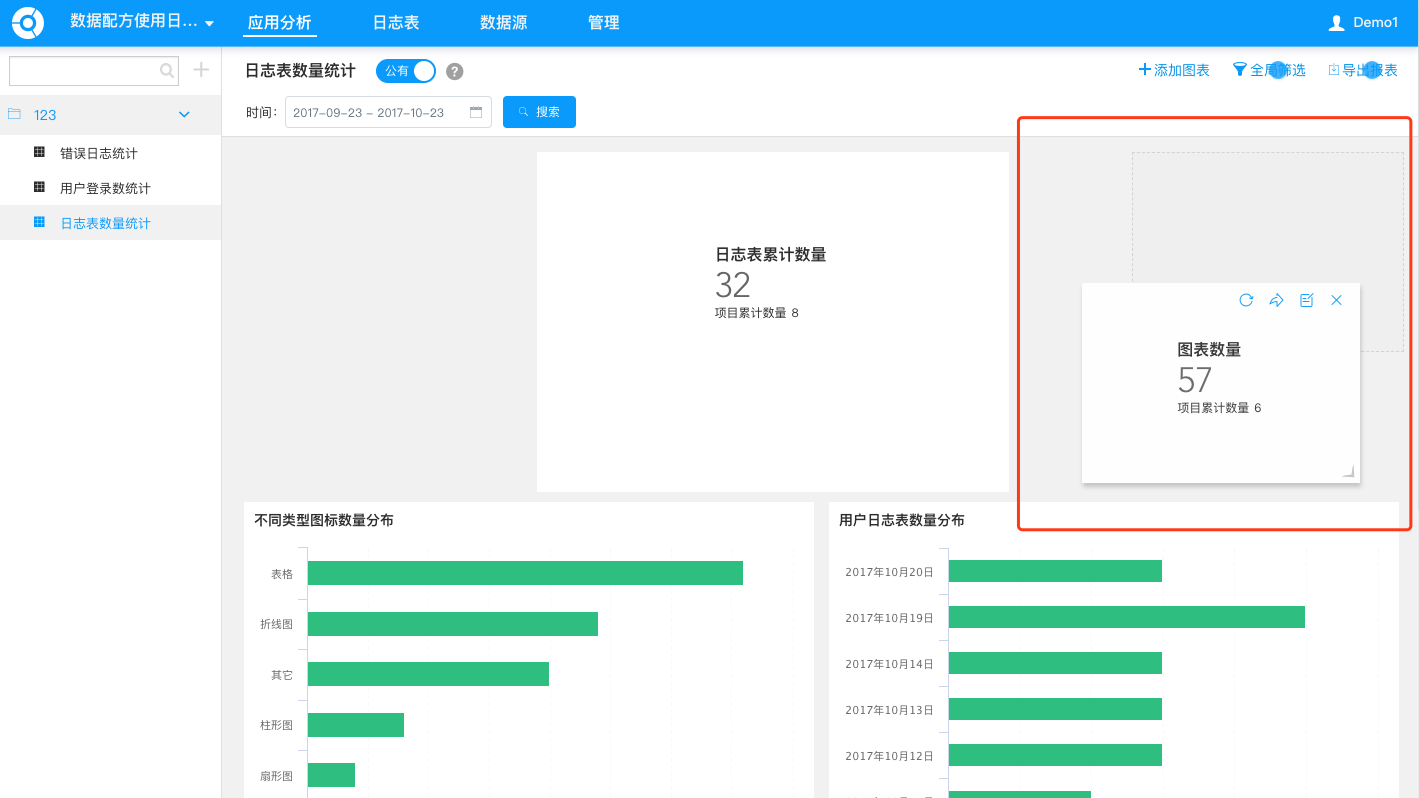 数据配方使用日...
应用分析
日志表
数据源
管理
Demo1
123
错误日志统计
用户登录数统计
日志表数量统计
日志表数量统计
公有
?
添加图表
全局筛选
导出报表
时间:
2017-09-23 - 2017-10-23
搜索
日志表累计数量
32
项目累计数量 8
图表数量
57
项目累计数量 6
不同类型图标数量分布
表格
折线图
其它
柱形图
扇形图
用户日志表数量分布
2017年10月20日
2017年10月19日
2017年10月14日
2017年10月13日
2017年10月12日